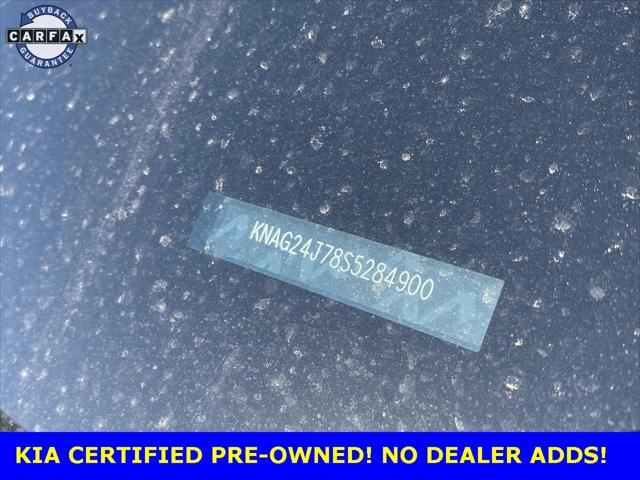 BUYBACK
CARFAX
GUARANTEE
KNAG24J78S5284900
KIA CERTIFIED PRE-OWNED! NO DEALER ADDS!